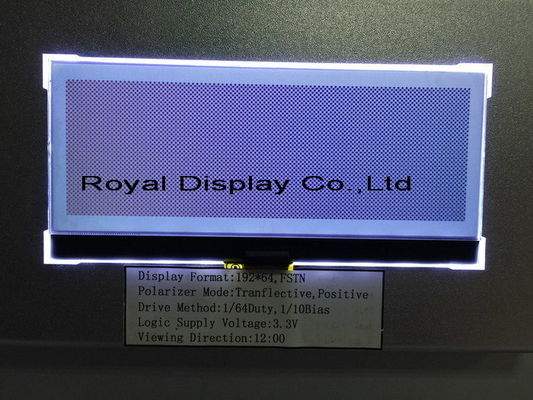 Royal Display Co.,Ltd
Display Format:192*64,FSTN
Polarizer Mode:Tranflective,Positive
Drive Method:1/64Duty,1/10Bias
Logic Supply Voltage:3.3V
Viewing Direction:12:00